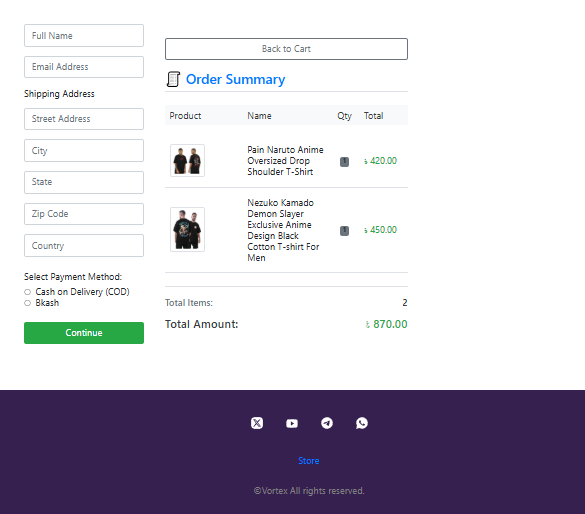 Full Name
Email Address
Shipping Address
Street Address
City
State
Zip Code
Country
Select Payment Method:
Cash on Delivery (COD)
Bkash
Continue
Back to Cart
Order Summary
Product Name Qty Total
Pain Naruto Anime
Oversized Drop
Shoulder T-Shirt
1
৳ 420.00
Nezuko Kamado
Demon Slayer
Exclusive Anime
Design Black
Cotton T-shirt For
Men
1
৳ 450.00
Total Items: 2
Total Amount: ৳ 870.00
Store
©Vortex All rights reserved.